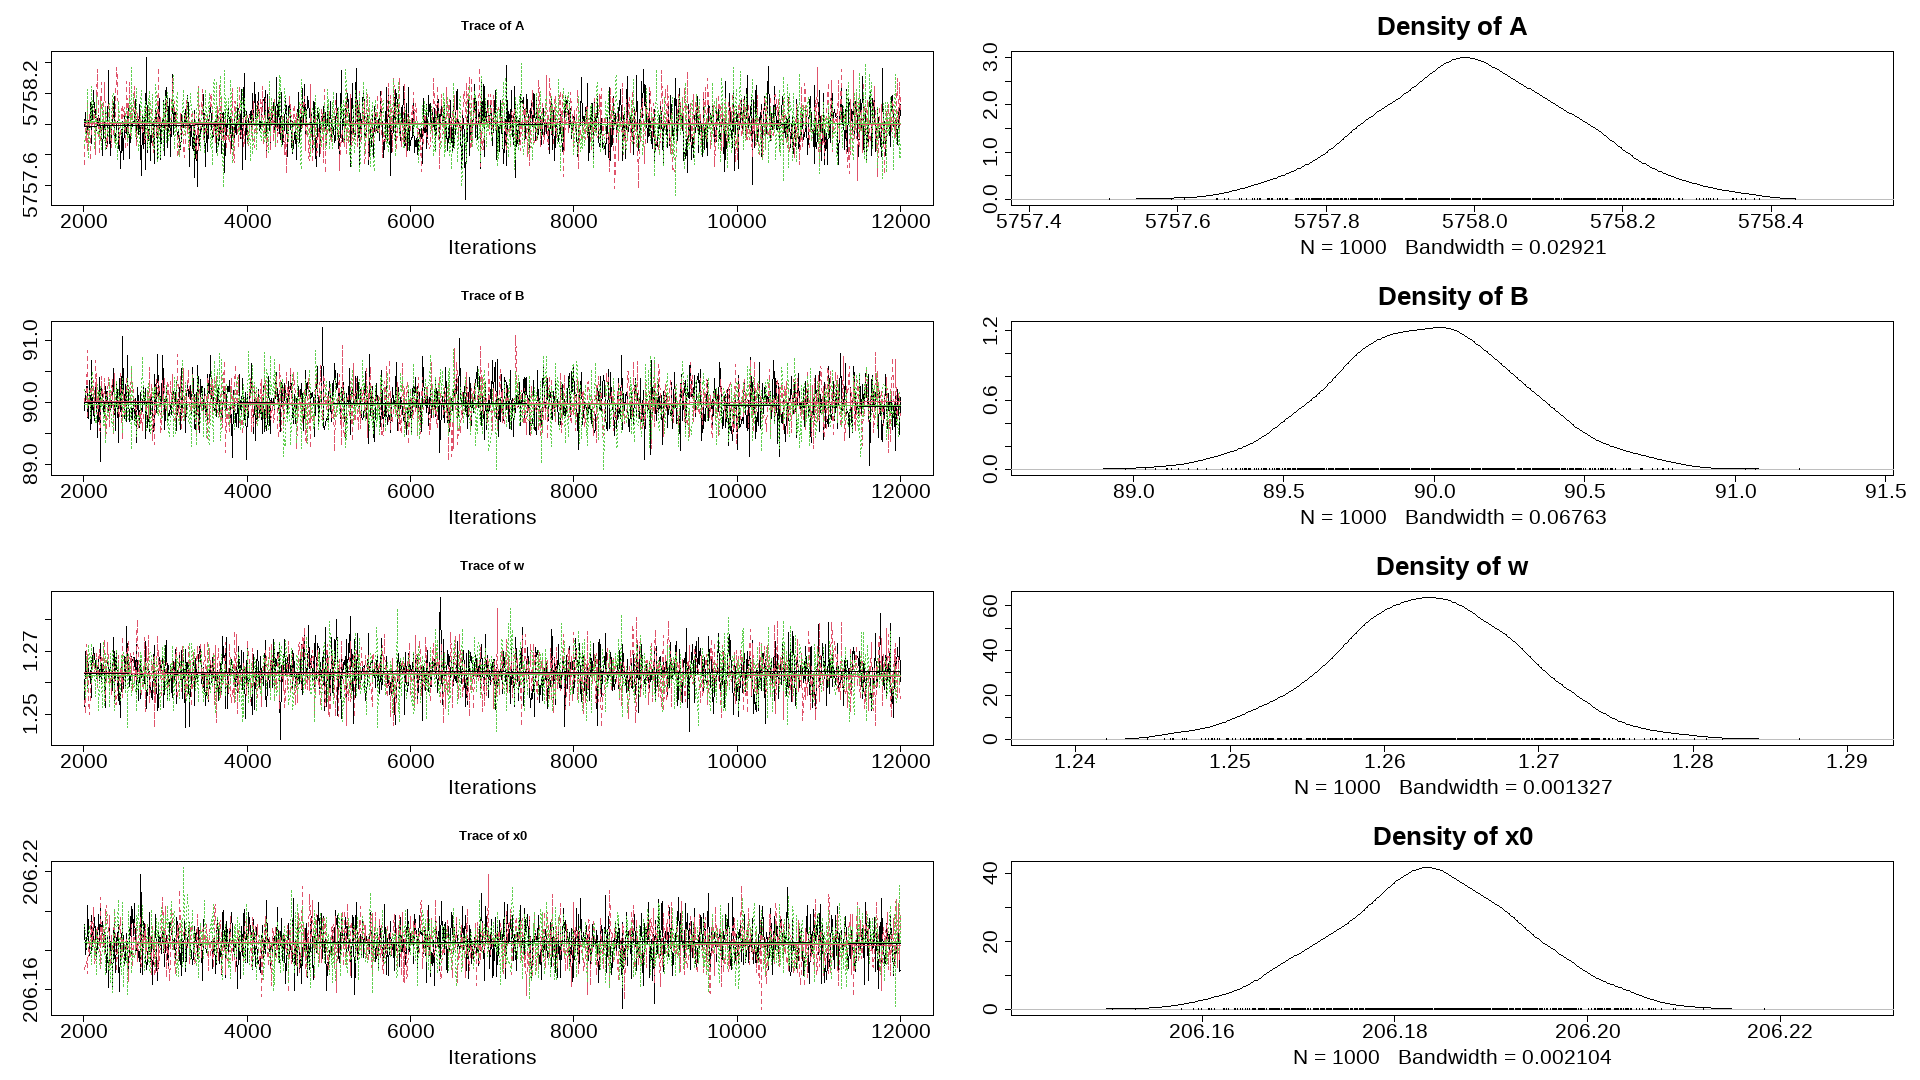 Trace of A
5757.6 5758.2
2000 4000 6000 8000 10000 12000
Iterations
Density of A
0.0 1.0 2.0 3.0
5757.4 5757.6 5757.8 5758.0 5758.2 5758.4
N = 1000 Bandwidth = 0.02921
Trace of B
89.0 90.0 91.0
2000 4000 6000 8000 10000 12000
Iterations
Density of B
0.0 0.6 1.2
89.0 89.5 90.0 90.5 91.0 91.5
N = 1000 Bandwidth = 0.06763
Trace of w
1.25 1.27
2000 4000 6000 8000 10000 12000
Iterations
Density of w
0 20 40 60
1.24 1.25 1.26 1.27 1.28 1.29
N = 1000 Bandwidth = 0.001327
Trace of x0
206.16 206.22
2000 4000 6000 8000 10000 12000
Iterations
Density of x0
0 20 40
206.16 206.18 206.20 206.22
N = 1000 Bandwidth = 0.002104